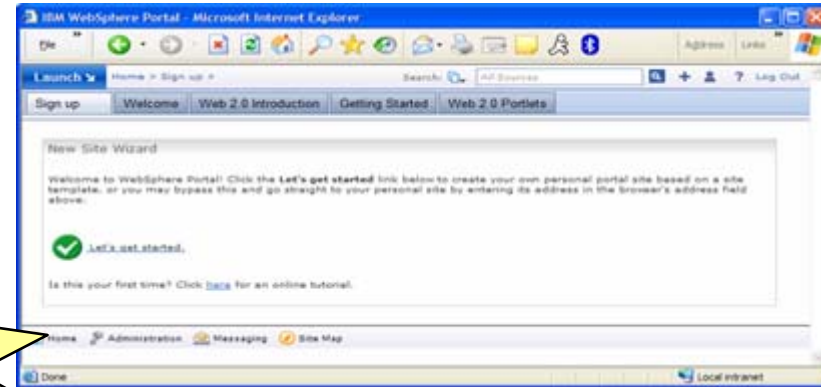 IBM WebSphere Portal - Microsoft Internet Explorer
File » Address Links »
Launch Home > Sign up > Search: All Sources + ? Log Out
Sign up Welcome Web 2.0 Introduction Getting Started Web 2.0 Portlets
New Site Wizard
Welcome to WebSphere Portal! Click the Let's get started link below to create your own personal portal site based on a site
template, or you may bypass this and go straight to your personal site by entering its address in the browser's address field
above.
Let's get started.
Is this your first time? Click here for an online tutorial.
Home Administration Messaging Site Map
Done Local intranet